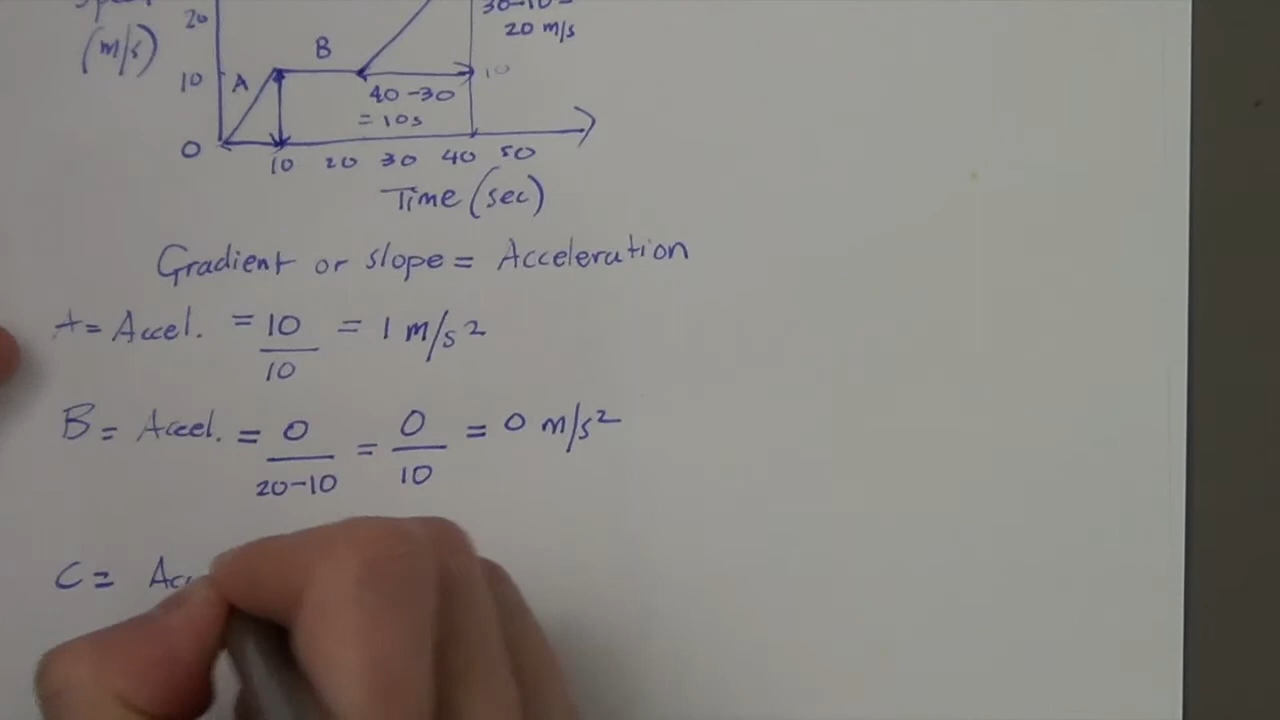 20
30-10=
20 m/s
(m/s)
B
10
A
10
40-30
= 10s
0
10 20 30 40 50
Time (sec)
Gradient or slope = Acceleration
A= Accel. = 10 = 1 m/s²
10
B= Accel. = 0 = 0 = 0 m/s²
20-10 10
C=